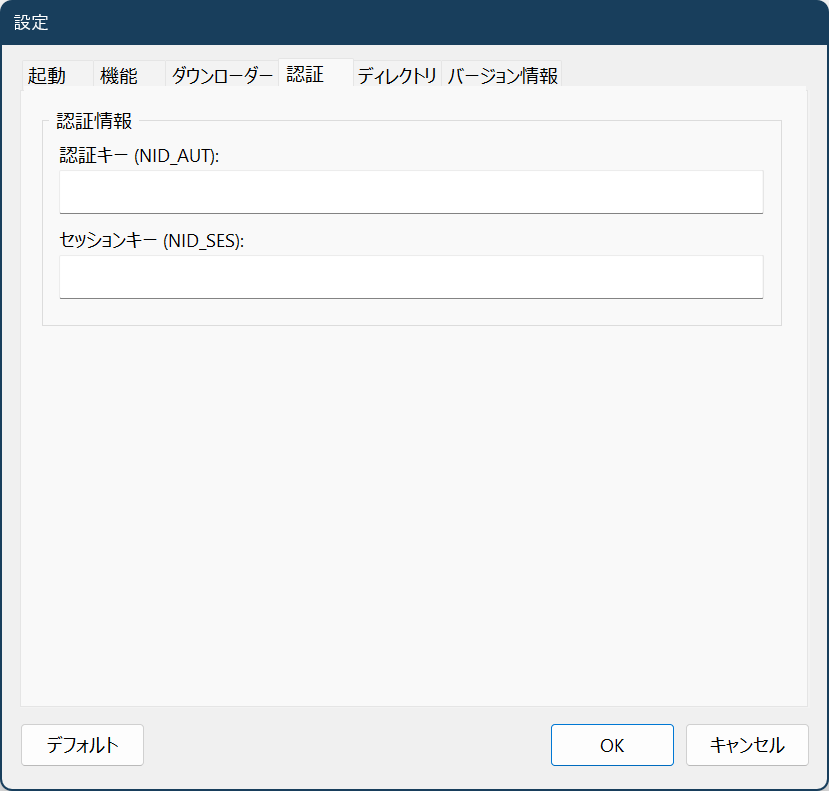 設定
起動 機能 ダウンローダー 認証 ディレクトリ バージョン情報
認証情報
認証キー (NID_AUT):
セッションキー (NID_SES):
デフォルト OK キャンセル